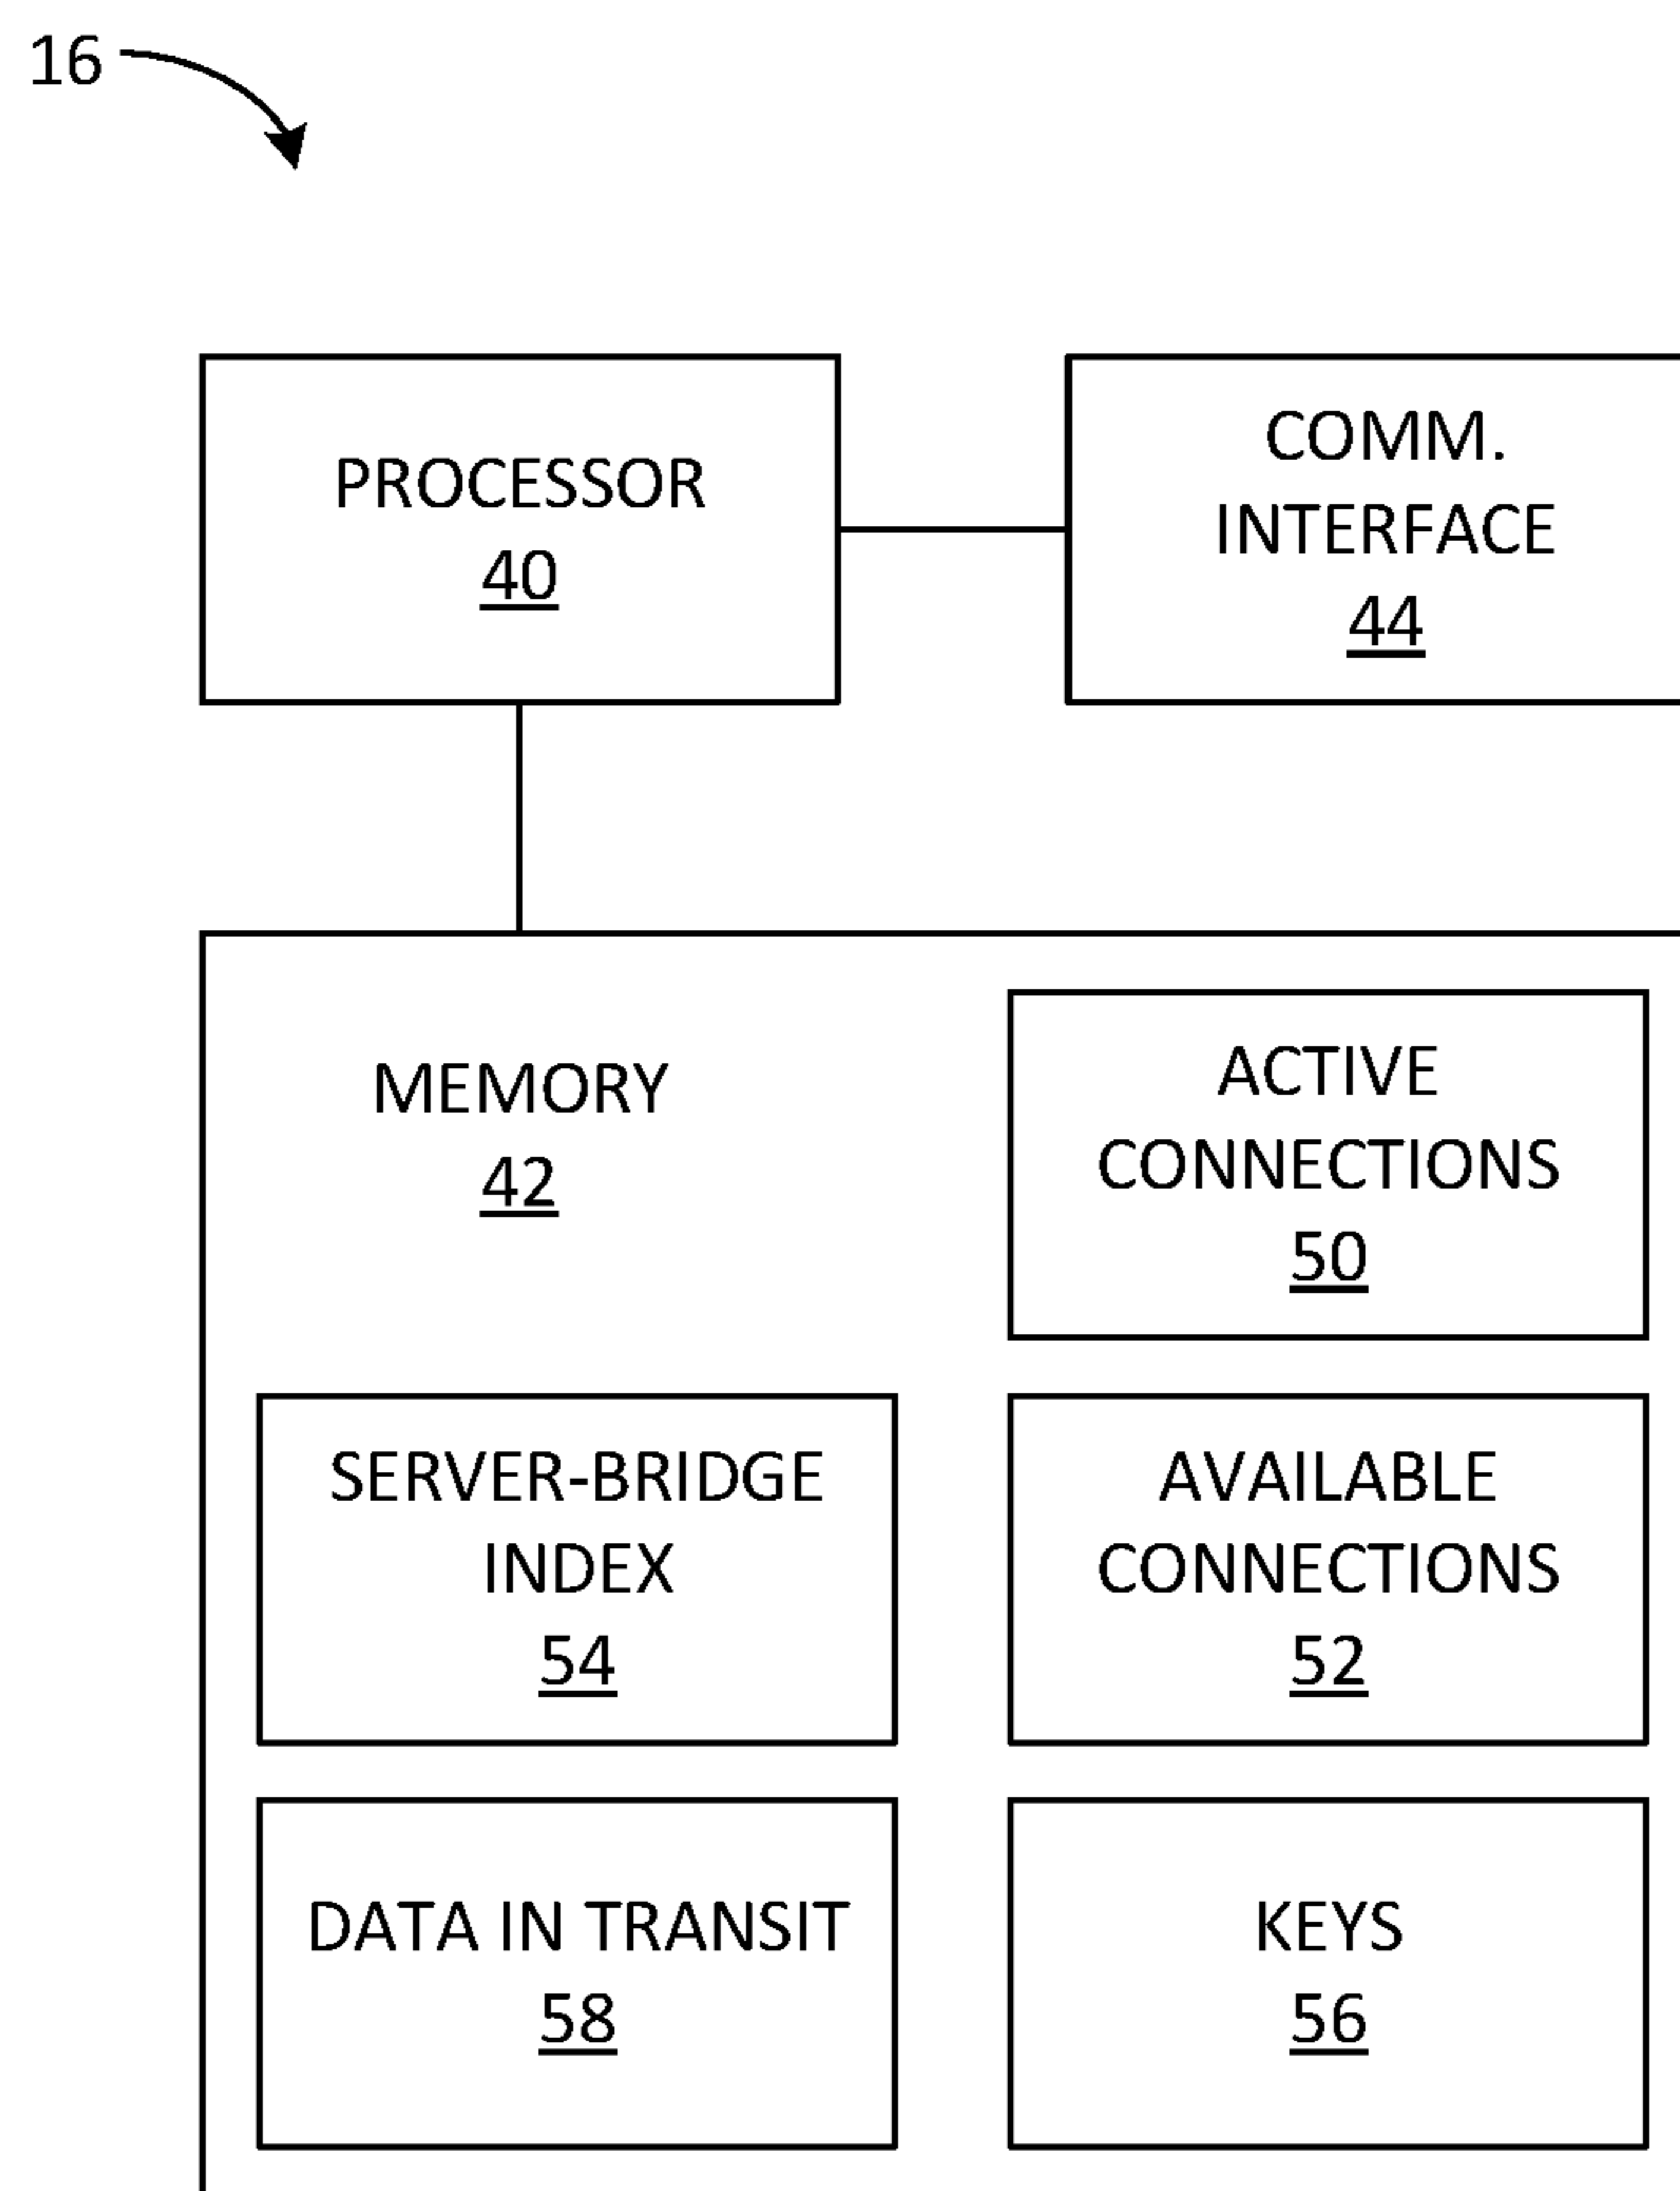 16
PROCESSOR
40
COMM.
INTERFACE
44
MEMORY
42
ACTIVE
CONNECTIONS
50
SERVER-BRIDGE
INDEX
54
AVAILABLE
CONNECTIONS
52
DATA IN TRANSIT
58
KEYS
56